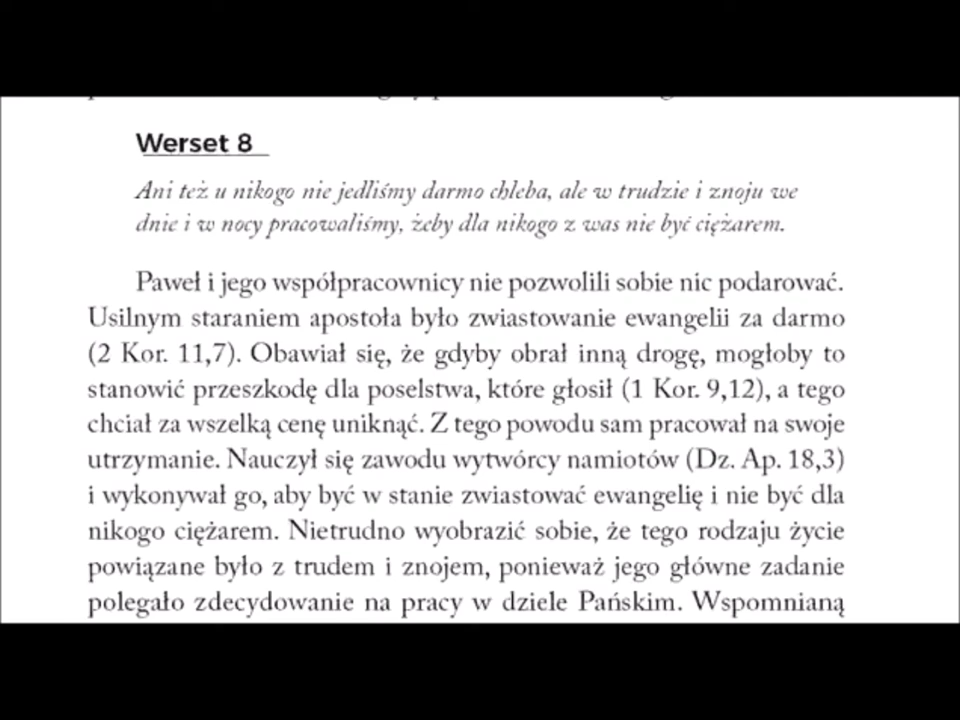 Werset 8
Ani też u nikogo nie jedliśmy darmo chleba, ale w trudzie i znoju we
dnie i w nocy pracowaliśmy, żeby dla nikogo z was nie być ciężarem.
Paweł i jego współpracownicy nie pozwolili sobie nic podarować.
Usilnym staraniem apostoła było zwiastowanie ewangelii za darmo
(2 Kor. 11,7). Obawiał się, że gdyby obrał inną drogę, mogłoby to
stanowić przeszkodę dla poselstwa, które głosił (1 Kor. 9,12), a tego
chciał za wszelką cenę uniknąć. Z tego powodu sam pracował na swoje
utrzymanie. Nauczył się zawodu wytwórcy namiotów (Dz. Ap. 18,3)
i wykonywał go, aby być w stanie zwiastować ewangelię i nie być dla
nikogo ciężarem. Nietrudno wyobrazić sobie, że tego rodzaju życie
powiązane było z trudem i znojem, ponieważ jego główne zadanie
polegało zdecydowanie na pracy w dziele Pańskim. Wspomnianą